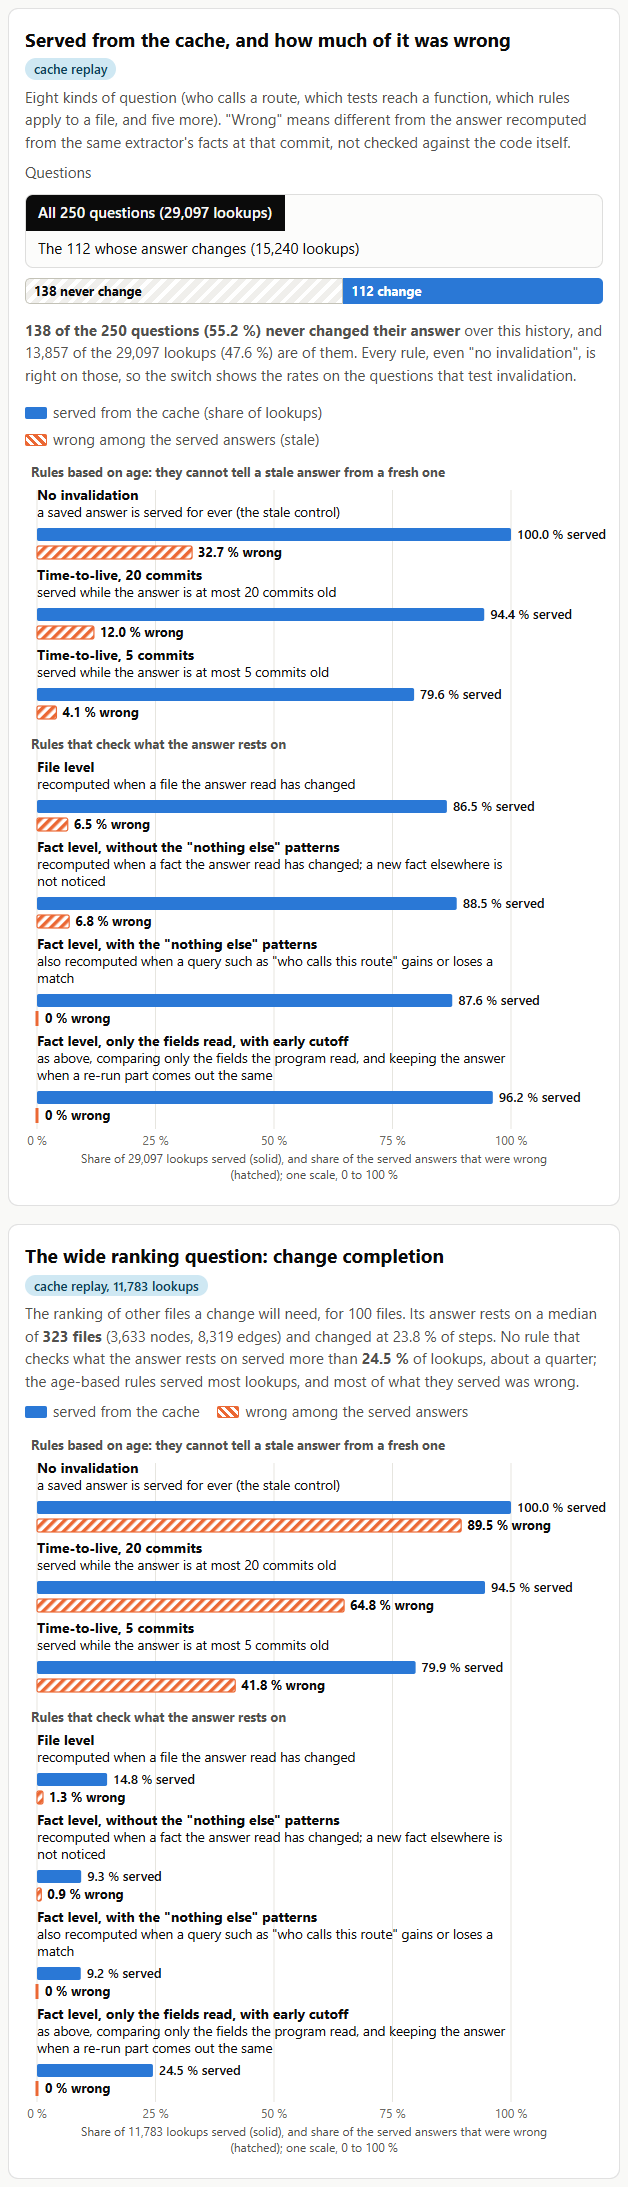 Served from the cache, and how much of it was wrong
cache replay
Eight kinds of question (who calls a route, which tests reach a function, which rules
apply to a file, and five more). "Wrong" means different from the answer recomputed
from the same extractor's facts at that commit, not checked against the code itself.
Questions
All 250 questions (29,097 lookups)
The 112 whose answer changes (15,240 lookups)
138 never change
112 change
138 of the 250 questions (55.2 %) never changed their answer over this history, and
13,857 of the 29,097 lookups (47.6 %) are of them. Every rule, even "no invalidation", is
right on those, so the switch shows the rates on the questions that test invalidation.
served from the cache (share of lookups)
wrong among the served answers (stale)
Rules based on age: they cannot tell a stale answer from a fresh one
No invalidation
a saved answer is served for ever (the stale control)
100.0 % served
32.7 % wrong
Time-to-live, 20 commits
served while the answer is at most 20 commits old
94.4 % served
12.0 % wrong
Time-to-live, 5 commits
served while the answer is at most 5 commits old
79.6 % served
4.1 % wrong
Rules that check what the answer rests on
File level
recomputed when a file the answer read has changed
86.5 % served
6.5 % wrong
Fact level, without the "nothing else" patterns
recomputed when a fact the answer read has changed; a new fact elsewhere is
not noticed
88.5 % served
6.8 % wrong
Fact level, with the "nothing else" patterns
also recomputed when a query such as "who calls this route" gains or loses a
match
87.6 % served
0 % wrong
Fact level, only the fields read, with early cutoff
as above, comparing only the fields the program read, and keeping the answer
when a re-run part comes out the same
96.2 % served
0 % wrong
0 % 25 % 50 % 75 % 100 %
Share of 29,097 lookups served (solid), and share of the served answers that were wrong
(hatched); one scale, 0 to 100 %
The wide ranking question: change completion
cache replay, 11,783 lookups
The ranking of other files a change will need, for 100 files. Its answer rests on a median
of 323 files (3,633 nodes, 8,319 edges) and changed at 23.8 % of steps. No rule that
checks what the answer rests on served more than 24.5 % of lookups, about a quarter;
the age-based rules served most lookups, and most of what they served was wrong.
served from the cache
wrong among the served answers
Rules based on age: they cannot tell a stale answer from a fresh one
No invalidation
a saved answer is served for ever (the stale control)
100.0 % served
89.5 % wrong
Time-to-live, 20 commits
served while the answer is at most 20 commits old
94.5 % served
64.8 % wrong
Time-to-live, 5 commits
served while the answer is at most 5 commits old
79.9 % served
41.8 % wrong
Rules that check what the answer rests on
File level
recomputed when a file the answer read has changed
14.8 % served
1.3 % wrong
Fact level, without the "nothing else" patterns
recomputed when a fact the answer read has changed; a new fact elsewhere is
not noticed
9.3 % served
0.9 % wrong
Fact level, with the "nothing else" patterns
also recomputed when a query such as "who calls this route" gains or loses a
match
9.2 % served
0 % wrong
Fact level, only the fields read, with early cutoff
as above, comparing only the fields the program read, and keeping the answer
when a re-run part comes out the same
24.5 % served
0 % wrong
0 % 25 % 50 % 75 % 100 %
Share of 11,783 lookups served (solid), and share of the served answers that were wrong
(hatched); one scale, 0 to 100 %